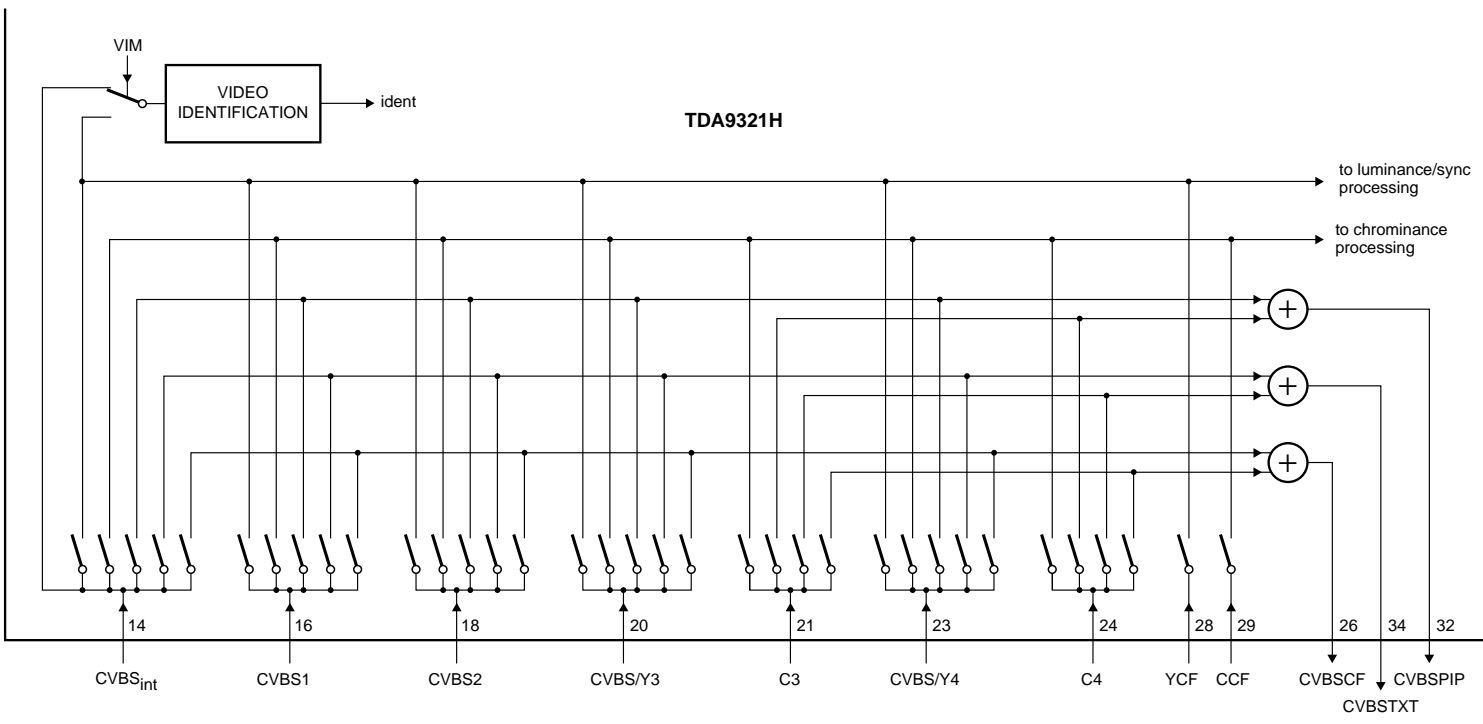 VIM
VIDEO
IDENTIFICATION
ident
TDA9321H
to luminance/sync
processing
to chrominance
processing
+
+
+
14
16
18
20
21
23
24
28
29
26
34
32
CVBSint
CVBS1
CVBS2
CVBS/Y3
C3
CVBS/Y4
C4
YCF
CCF
CVBSCF
CVBSPIP
CVBSTXT